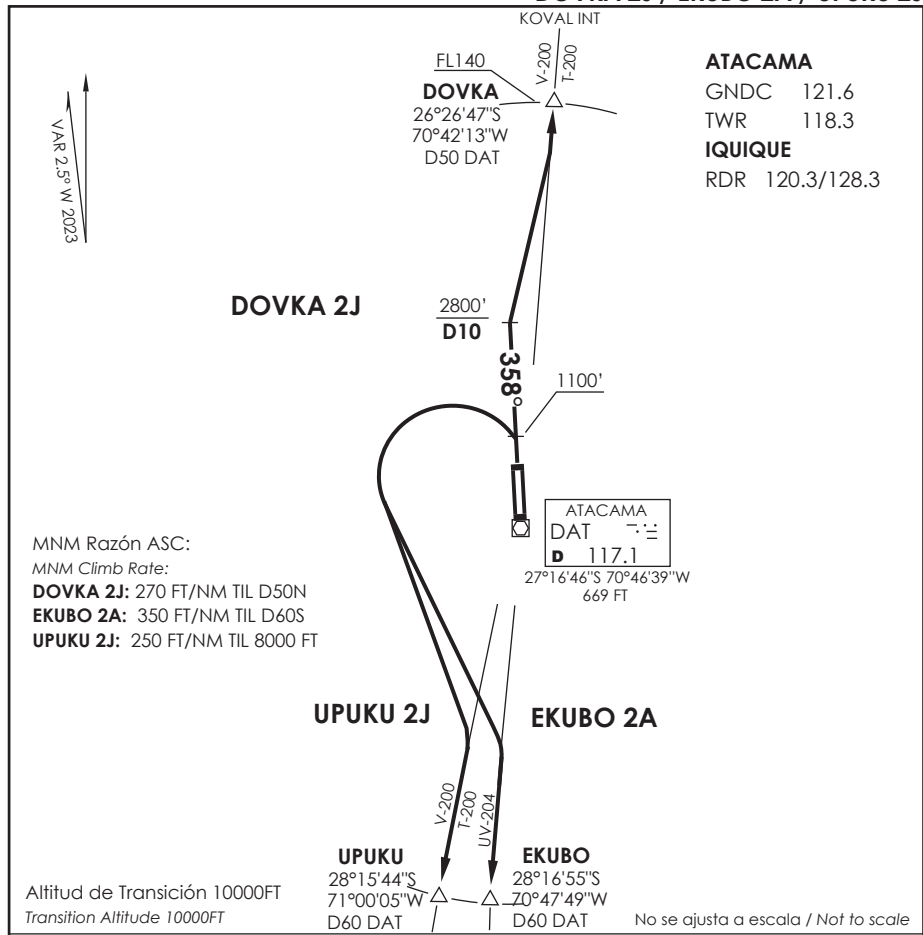 KOVAL INT
V-200
T-200
FL140
DOVKA
26°26'47"S
70°42'13"W
D50 DAT
ATACAMA
GNDC 121.6
TWR 118.3
IQUIQUE
RDR 120.3/128.3
VAR 2.5° W 2023
DOVKA 2J
2800'
D10
358°
1100'
ATACAMA
DAT
D 117.1
27°16'46"S 70°46'39"W
669 FT
MNM Razón ASC:
MNM Climb Rate:
DOVKA 2J: 270 FT/NM TIL D50N
EKUBO 2A: 350 FT/NM TIL D60S
UPUKU 2J: 250 FT/NM TIL 8000 FT
UPUKU 2J
EKUBO 2A
V-200
T-200
UV-204
UPUKU
28°15'44"S
71°00'05"W
D60 DAT
EKUBO
28°16'55"S
70°47'49"W
D60 DAT
Altitud de Transición 10000FT
Transition Altitude 10000FT
No se ajusta a escala / Not to scale